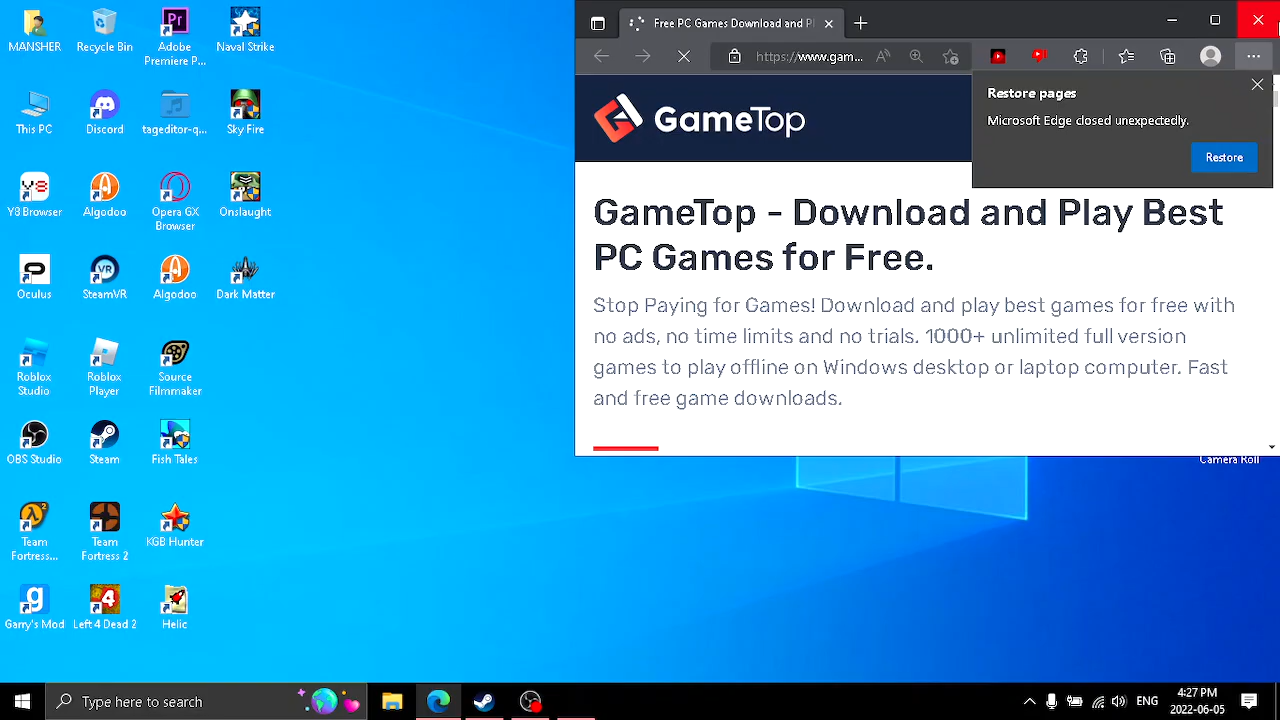 MANSHER
Recycle Bin
Adobe
Premiere P...
Naval Strike
This PC
Discord
tageditor-q...
Sky Fire
Y8 Browser
Algodoo
Opera GX
Browser
Onslaught
Oculus
SteamVR
Algodoo
Dark Matter
Roblox
Studio
Roblox
Player
Source
Filmmaker
OBS Studio
Steam
Fish Tales
Team
Fortress...
Team
Fortress 2
KGB Hunter
Garry's Mod
Left 4 Dead 2
Helic
Free PC Games Download and Pl
https://www.gam...
Restore pages
Microsoft Edge closed unexpectedly.
Restore
GameTop
GameTop - Download and Play Best
PC Games for Free.
Stop Paying for Games! Download and play best games for free with
no ads, no time limits and no trials. 1000+ unlimited full version
games to play offline on Windows desktop or laptop computer. Fast
and free game downloads.
Camera Roll
Type here to search
ENG
4:27 PM
2022-06-05